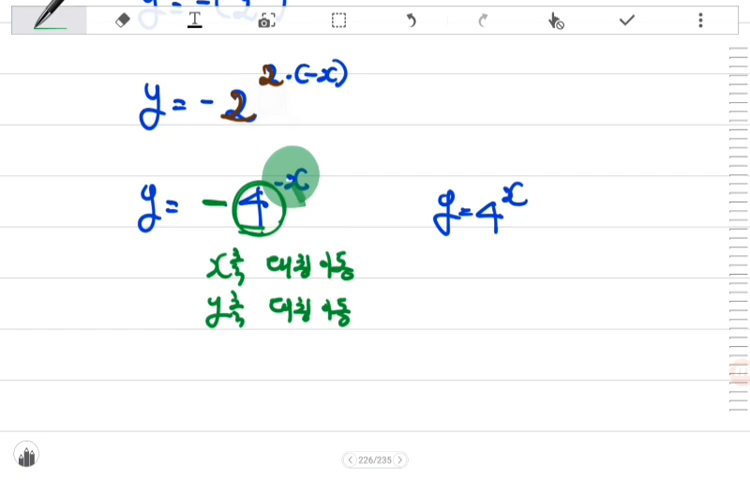 y = -2^{2·(-x)}
y = -4^{-x}
y = 4^x
x축 대칭 이동
y축 대칭 이동
226/235